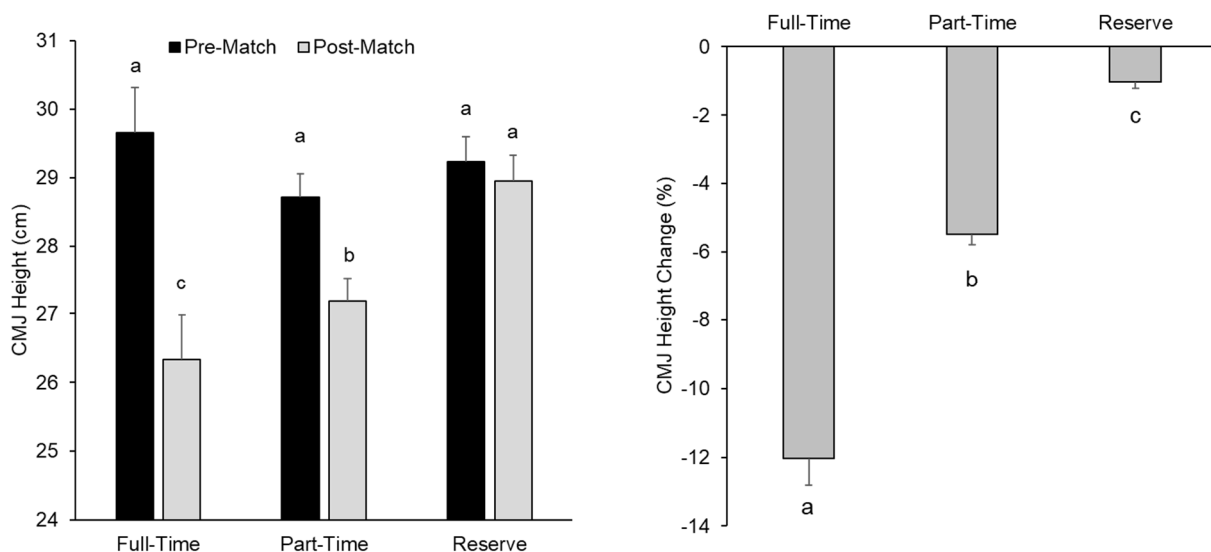 31
30
29
28
27
26
25
24
CMJ Height (cm)
Pre-Match Post-Match
a
c
a
b
a
a
Full-Time Part-Time Reserve
Full-Time Part-Time Reserve
0
-2
-4
-6
-8
-10
-12
-14
CMJ Height Change (%)
a
b
c